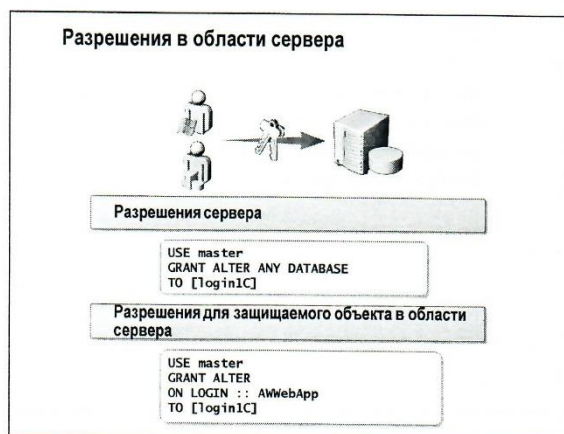 Разрешения в области сервера
Разрешения сервера
USE master
GRANT ALTER ANY DATABASE
TO [login1C]
Разрешения для защищаемого объекта в области
сервера
USE master
GRANT ALTER
ON LOGIN :: AWWebApp
TO [login1C]